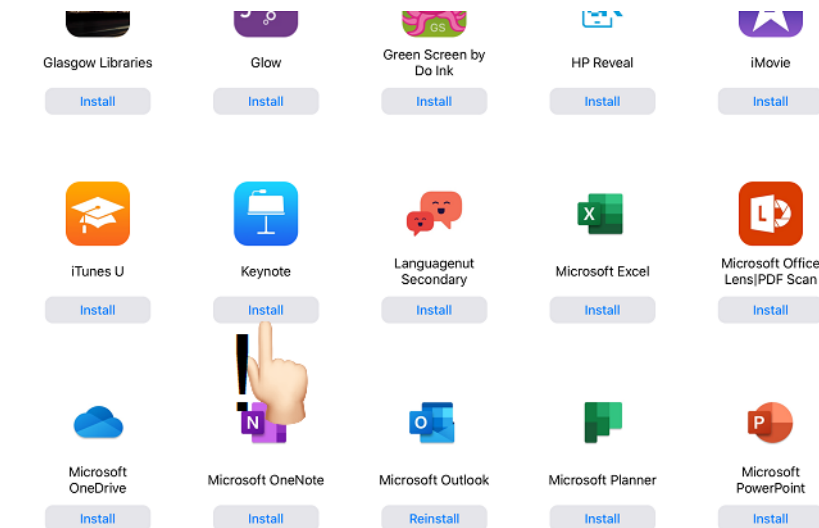 GS
Glasgow Libraries
Glow
Green Screen by
Do Ink
HP Reveal
iMovie
Install
Install
Install
Install
Install
L
X
iTunes U
Keynote
Languagenut
Secondary
Microsoft Excel
Microsoft Office
Lens|PDF Scan
Install
Install
Install
Install
Install
!
N
O
P
Microsoft
OneDrive
Microsoft OneNote
Microsoft Outlook
Microsoft Planner
Microsoft
PowerPoint
Install
Install
Reinstall
Install
Install